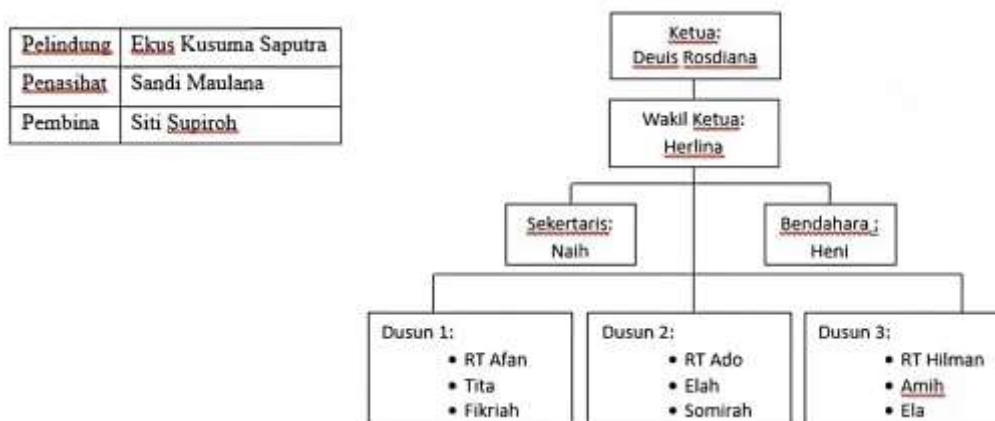 Pelindung Ekus Kusuma Saputra
Penasihat Sandi Maulana
Pembina Siti Supiroh
Ketua:
Deuis Rosdiana
Wakil Ketua:
Herlina
Sekertaris:
Naih
Bendahara ;
Heni
Dusun 1:
• RT Afan
• Tita
• Fikriah
Dusun 2:
• RT Ado
• Elah
• Somirah
Dusun 3:
• RT Hilman
• Amih
• Ela